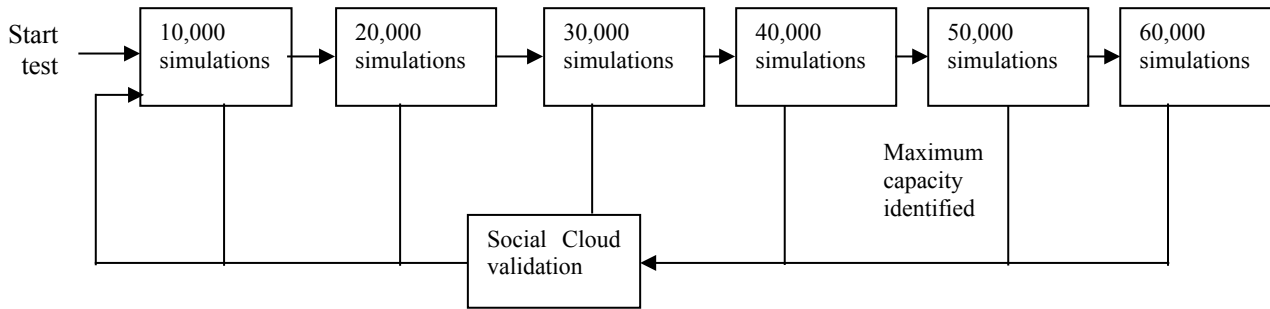 Start
test
10,000
simulations
20,000
simulations
30,000
simulations
40,000
simulations
50,000
simulations
60,000
simulations
Maximum
capacity
identified
Social Cloud
validation